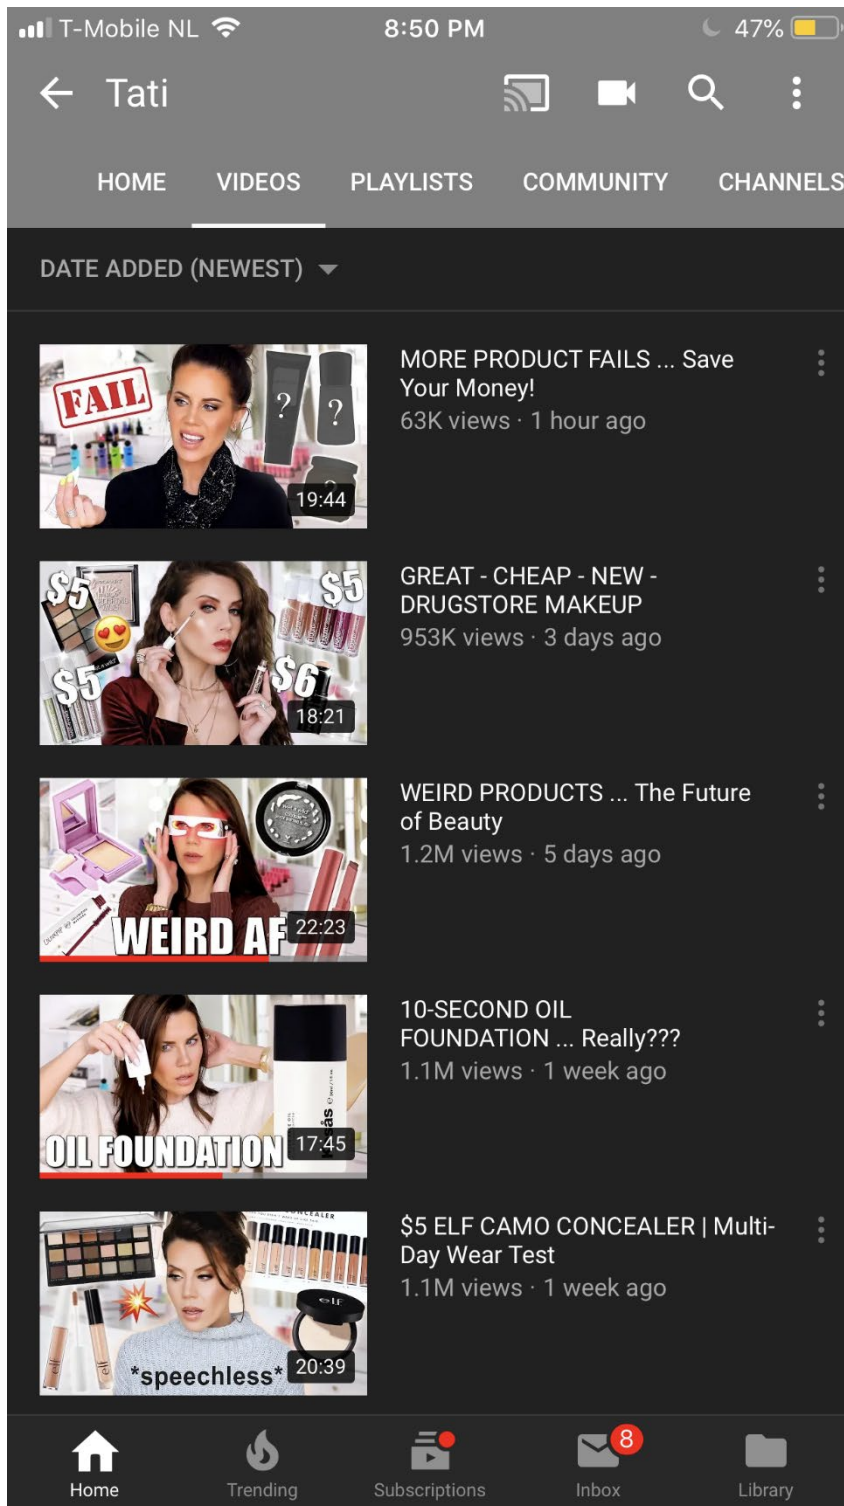 T-Mobile NL
8:50 PM
47%
Tati
HOME VIDEOS PLAYLISTS COMMUNITY CHANNELS
DATE ADDED (NEWEST)
FAIL
?
?
?
19:44
MORE PRODUCT FAILS ... Save
Your Money!
63K views · 1 hour ago
$5
$5
$5
$6
18:21
GREAT - CHEAP - NEW -
DRUGSTORE MAKEUP
953K views · 3 days ago
WEIRD AF
22:23
WEIRD PRODUCTS ... The Future
of Beauty
1.2M views · 5 days ago
OIL FOUNDATION
17:45
10-SECOND OIL
FOUNDATION ... Really???
1.1M views · 1 week ago
e.l.f.
elf
*speechless*
20:39
$5 ELF CAMO CONCEALER | Multi-
Day Wear Test
1.1M views · 1 week ago
8
Home Trending Subscriptions Inbox Library